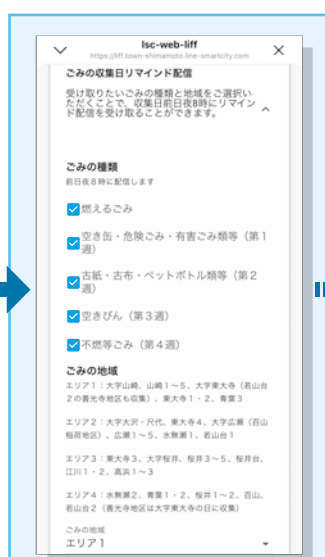 lsc-web-liff
https://liff.town-shimamoto.line-smartcity.com
ごみの収集日リマインド配信
受け取りたいごみの種類と地域をご選択い
ただくことで、収集日前日夜8時にリマイン
ド配信を受け取ることができます。
ごみの種類
前日夜8時に配信します
燃えるごみ
空き缶・危険ごみ・有害ごみ類等（第1
週）
古紙・古布・ペットボトル類等（第2
週）
空きびん（第3週）
不燃等ごみ（第4週）
ごみの地域
エリア1：大字山崎、山崎1～5、大字東大寺（若山台
2の善光寺地区も収集）、東大寺1・2、青葉3
エリア2：大字大沢・尺代、東大寺4、大字広瀬（百山
稲荷地区）、広瀬1～5、水無瀬1、若山台1
エリア3：東大寺3、大字桜井、桜井3～5、桜井台、
江川1・2、高浜1～3
エリア4：水無瀬2、青葉1・2、桜井1～2、百山、
若山台2（善光寺地区は大字東大寺の日に収集）
ごみの地域
エリア1